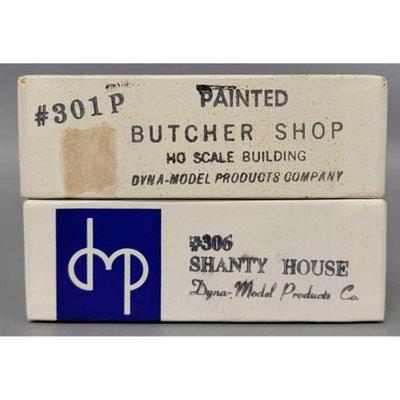 #301P
PAINTED
BUTCHER SHOP
HO SCALE BUILDING
DYNA-MODEL PRODUCTS COMPANY
dmp
#306
SHANTY HOUSE
Dyna-Model Products Co.